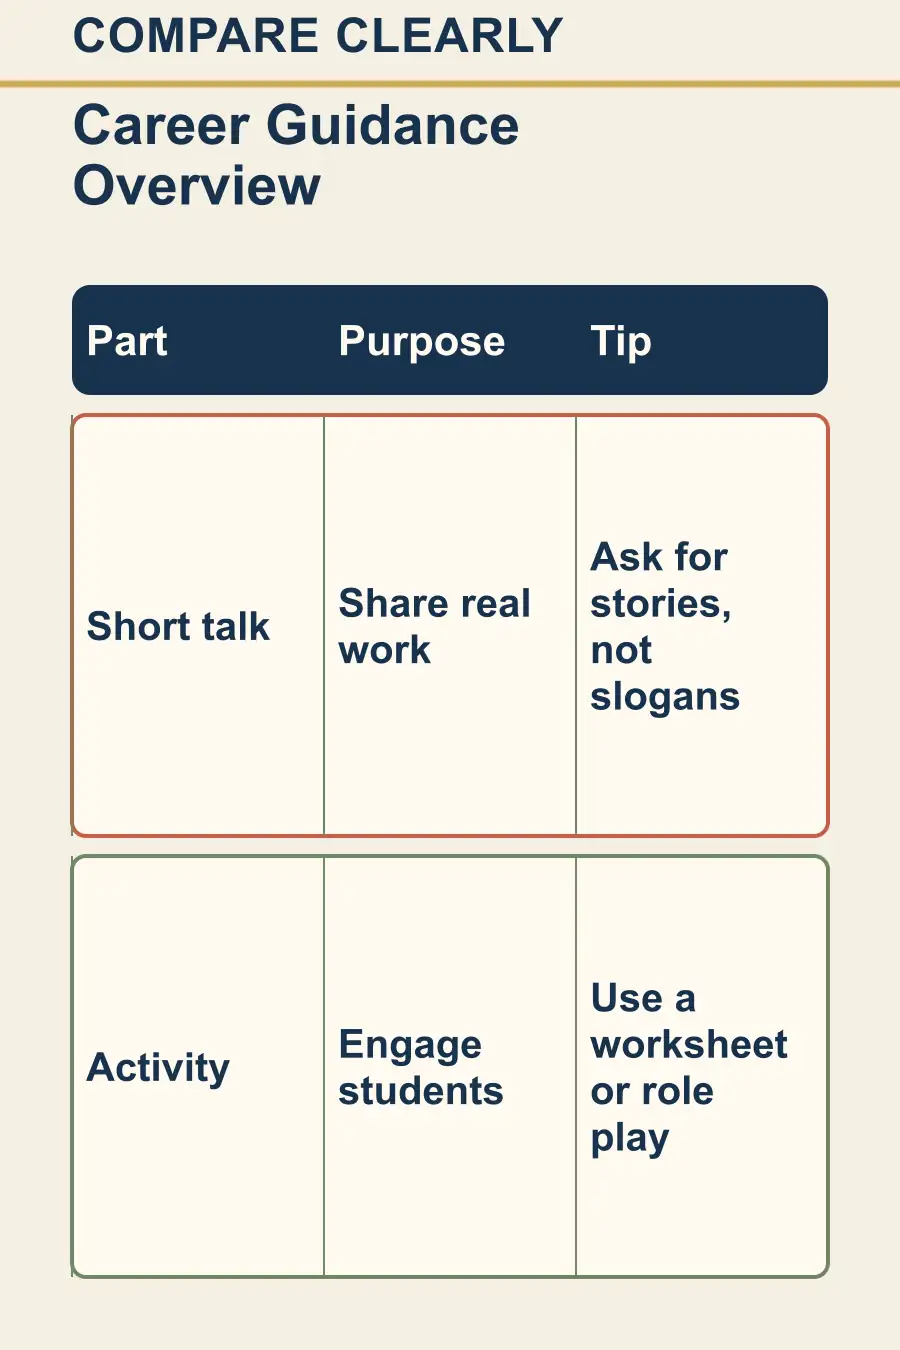 COMPARE CLEARLY
Career Guidance
Overview
Part
Purpose
Tip
Short talk
Share real
work
Ask for
stories,
not
slogans
Activity
Engage
students
Use a
worksheet
or role
play